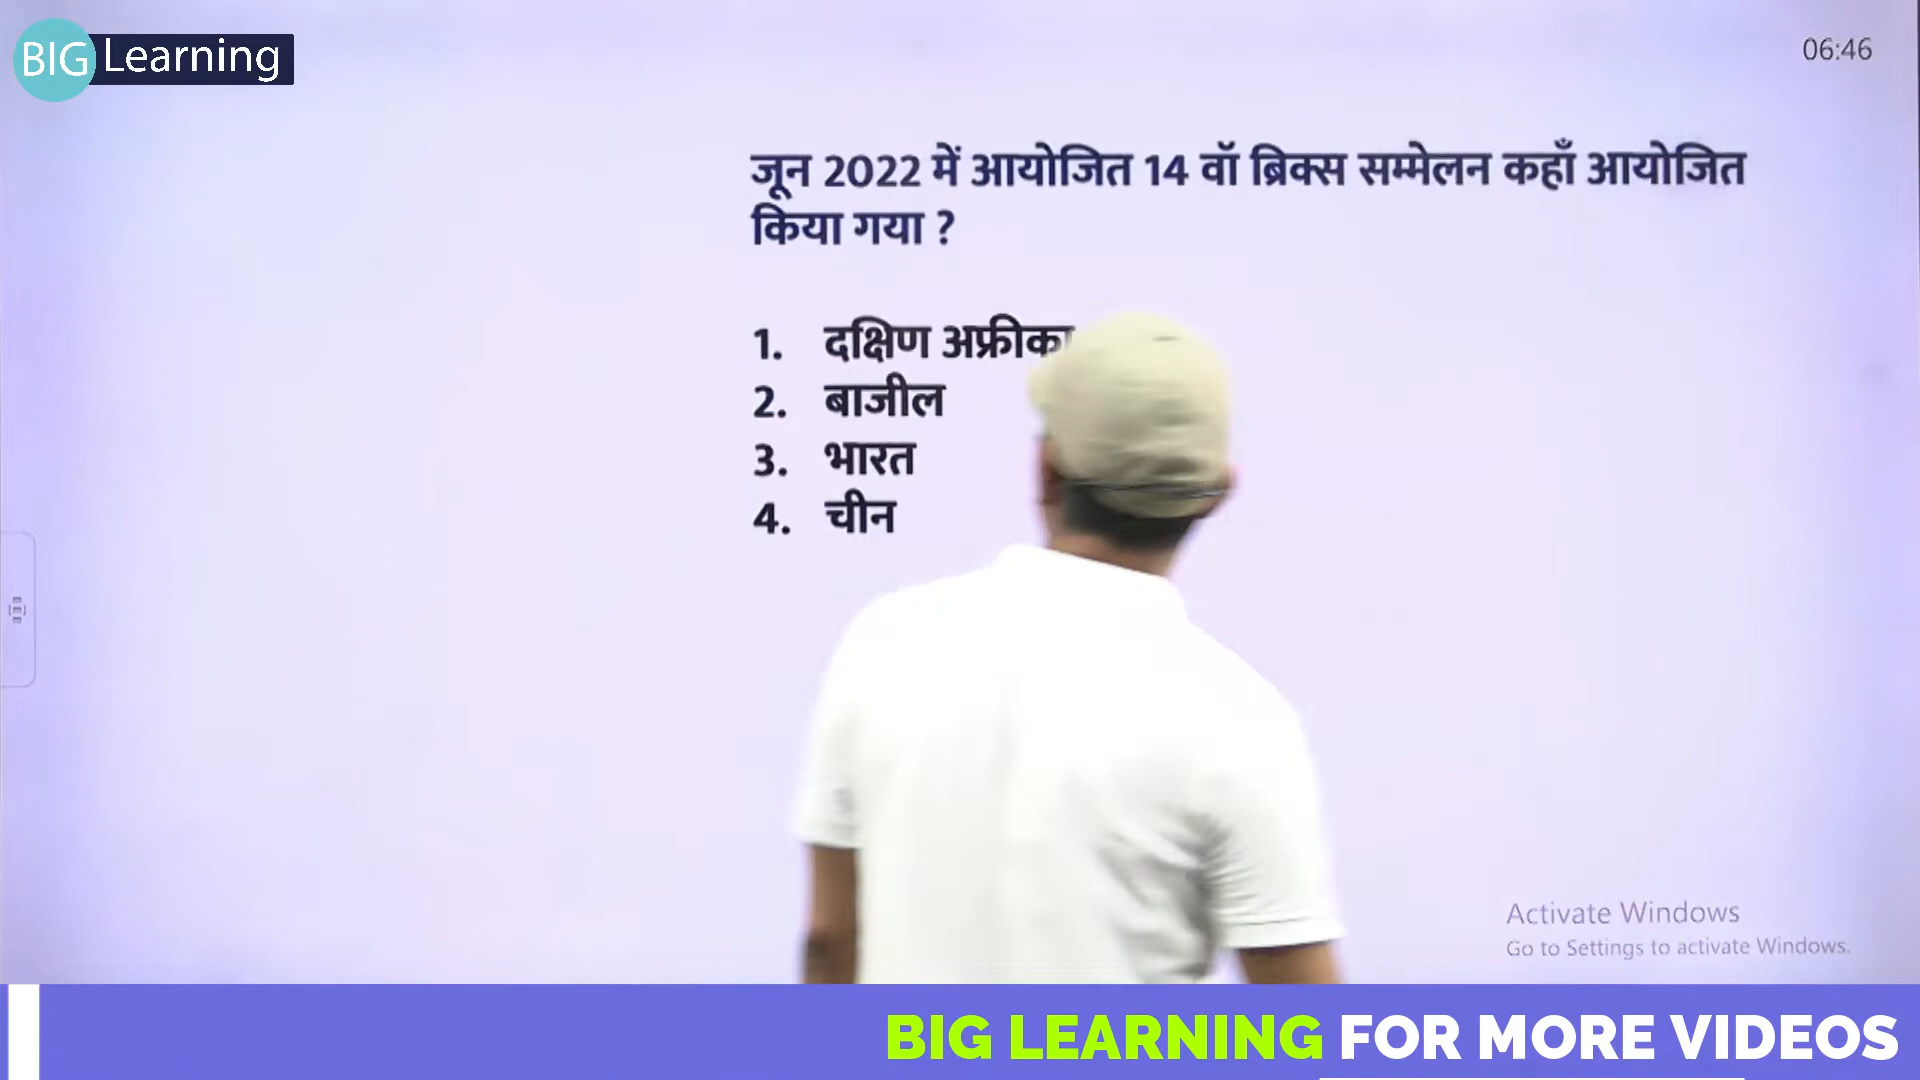 BIG Learning
06:46
जून 2022 में आयोजित 14 वॉ ब्रिक्स सम्मेलन कहाँ आयोजित
किया गया ?
1. दक्षिण अफ्रीका
2. बाजील
3. भारत
4. चीन
Activate Windows
Go to Settings to activate Windows.
BIG LEARNING FOR MORE VIDEOS